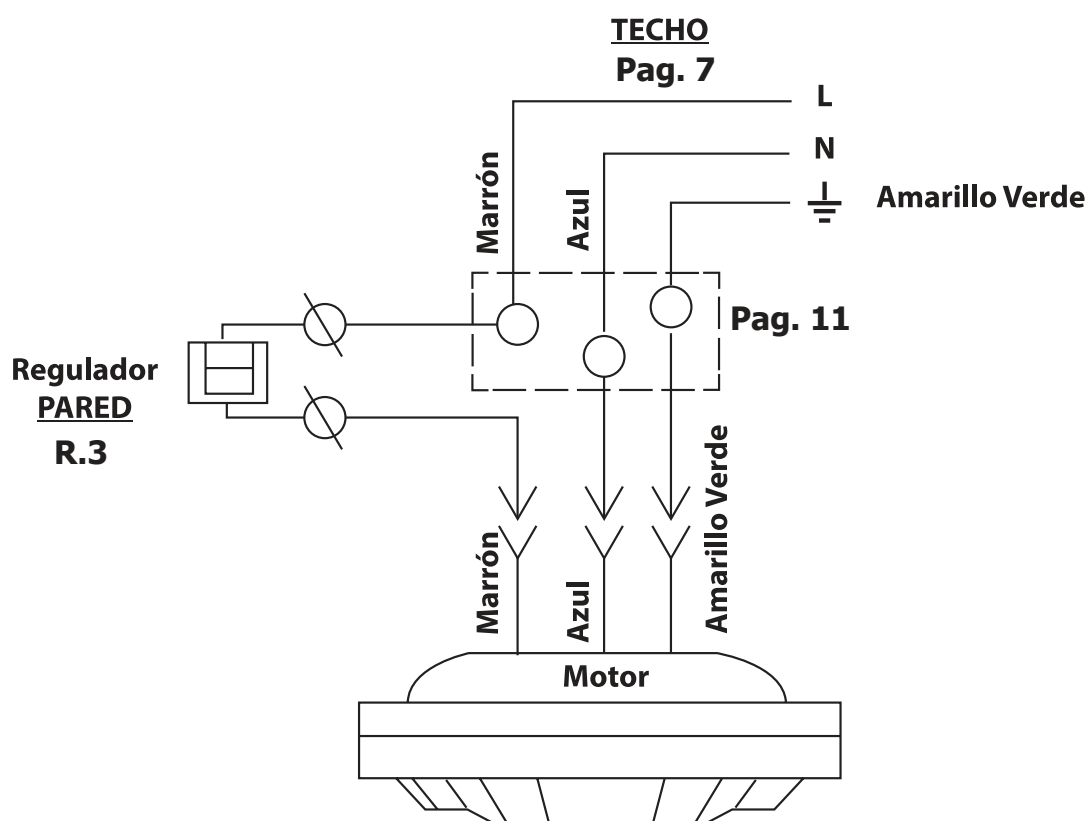 TECHO
Pag. 7
L
N
Amarillo Verde
Marrón
Azul
Pag. 11
Regulador
PARED
R.3
Marrón
Azul
Amarillo Verde
Motor